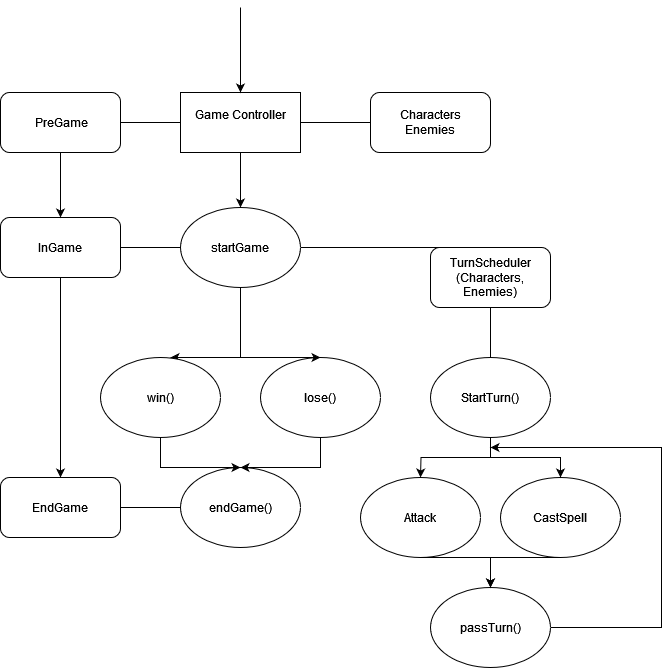 PreGame
Game Controller
Characters
Enemies
InGame
startGame
TurnScheduler
(Characters,
Enemies)
win()
lose()
StartTurn()
EndGame
endGame()
Attack
CastSpell
passTurn()